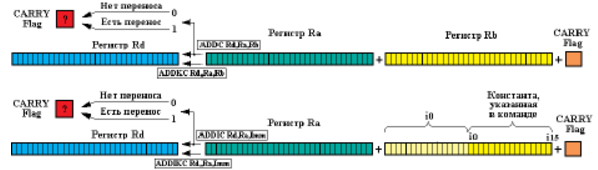 CARRY
Flag
?
Нет переноса
0
Есть перенос
1
Регистр Rd
ADDC Rd,Ra,Rb
ADDKC Rd,Ra,Rb
Регистр Ra
+
Регистр Rb
+
CARRY
Flag
CARRY
Flag
?
Нет переноса
0
Есть перенос
1
Регистр Rd
ADDIC Rd,Ra,Imm
ADDIKC Rd,Ra,Imm
Регистр Ra
+
Константа,
указанная
в команде
i0
i0
i15
+
CARRY
Flag